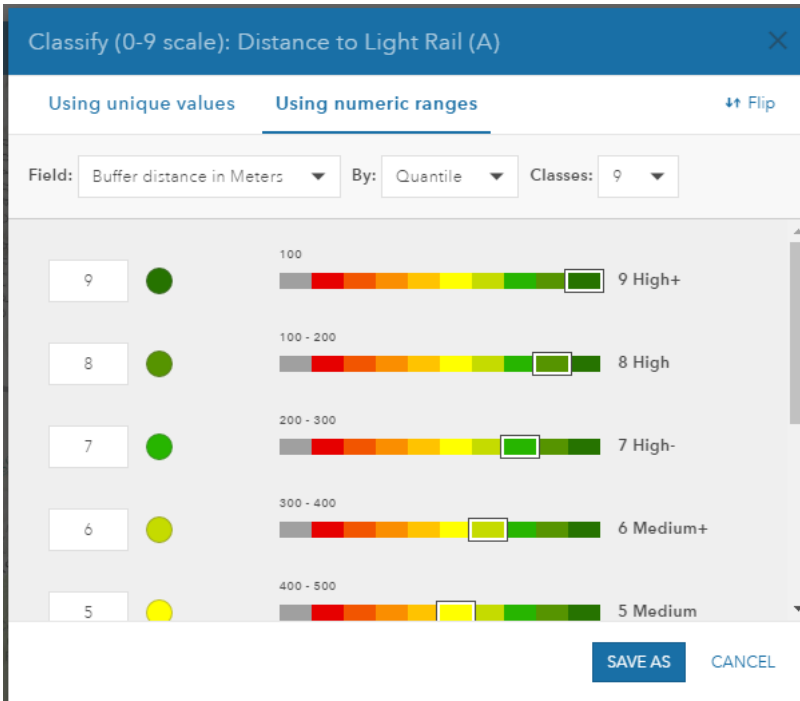 Classify (0-9 scale): Distance to Light Rail (A)
Using unique values Using numeric ranges Flip
Field: Buffer distance in Meters By: Quantile Classes: 9
100
9 9 High+
100 - 200
8 8 High
200 - 300
7 7 High-
300 - 400
6 6 Medium+
400 - 500
5 5 Medium
SAVE AS CANCEL